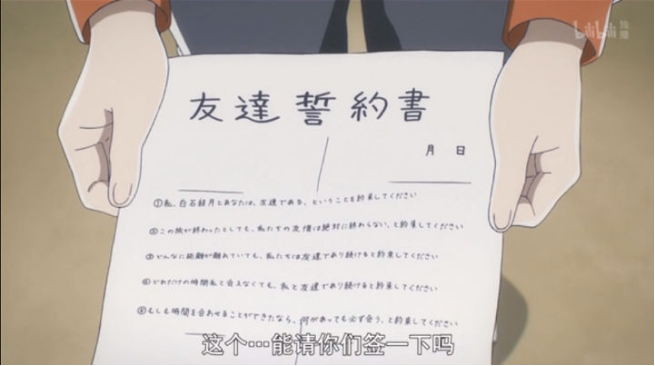 bilibili
友達誓約書
月 日
①私、白石結月とあなたは、友達である、ということを約束してください
②この旅が終わったとしても、私たちの友情は絶対に終わらない、と約束してください
③どんなに距離が離れていても、私たちは友達であり続けると約束してください
④どれだけの時間私と会えなくても、私と友達であり続けると約束してください
⑤もしも時間を合わせることができたなら、何があっても必ず会う、と約束してください
这个…能请你们签一下吗